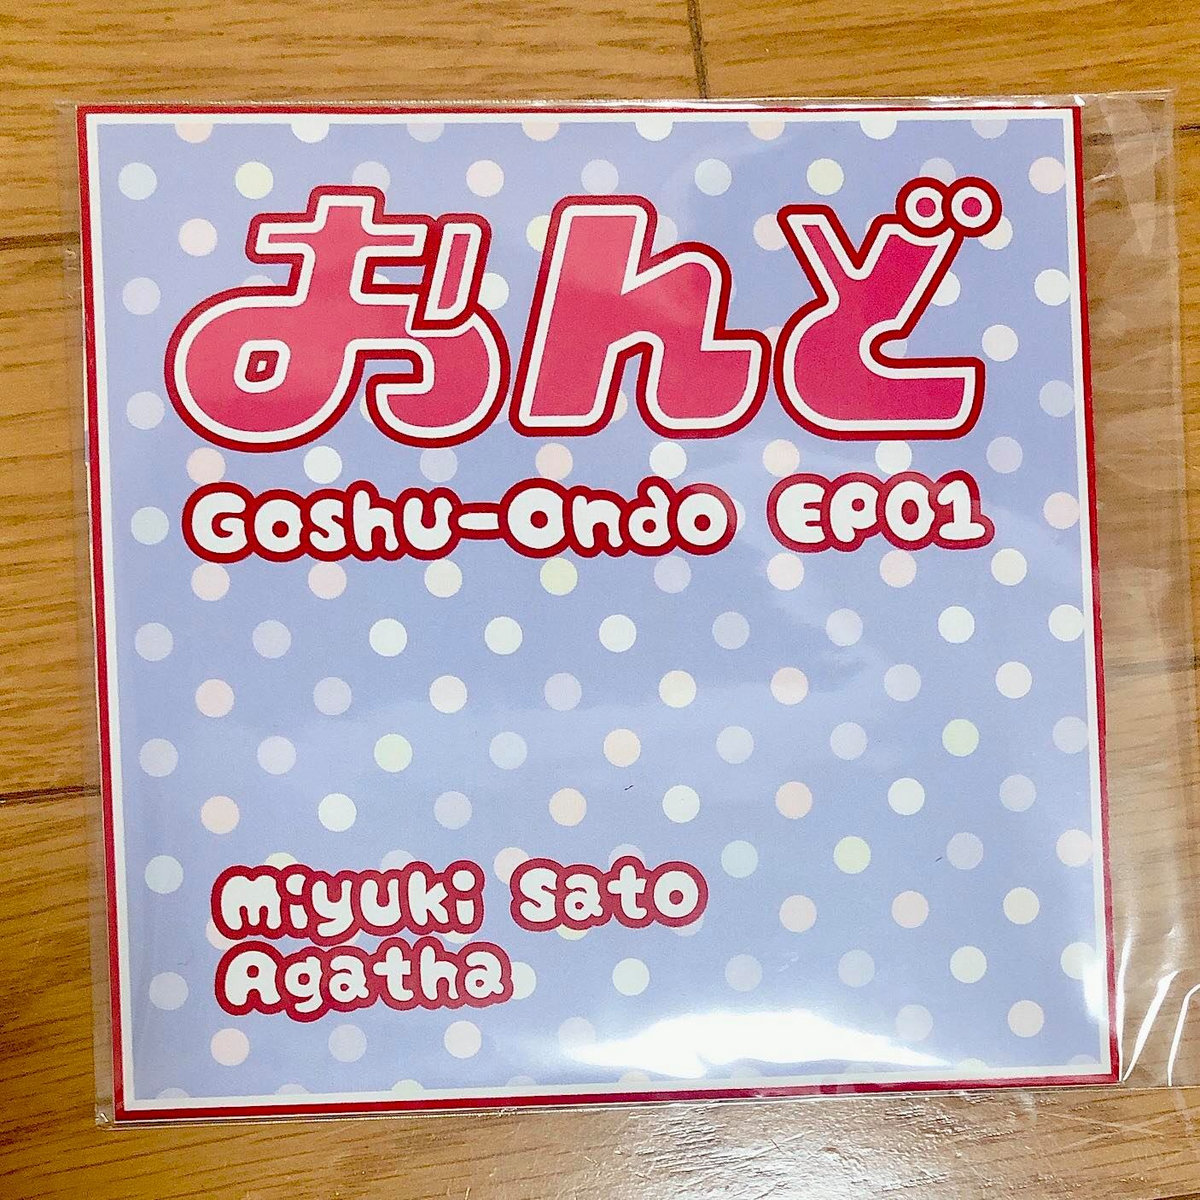 おんど
Goshu-Ondo EP01
Miyuki Sato
Agatha